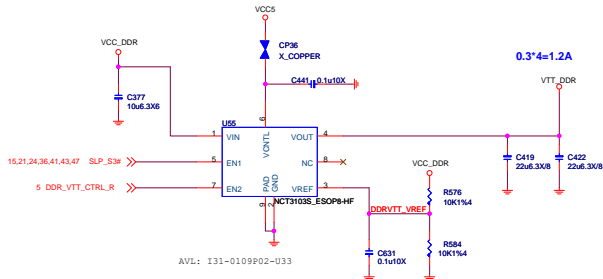 VCC5
VCC_DDR
CP36
X_COPPER
0.3*4=1.2A
VTT_DDR
C377
10u6.3X6
C441
0.1u10X
U55
6
VCNTL
1 VIN
VOUT 4
15,21,24,36,41,43,47 SLP_S3#
5 EN1
NC 8
5 DDR_VTT_CTRL_R
7 EN2
VREF 3
PAD
GND
9
2
NCT3103S_ESOP8-HF
C419
22u6.3X/8
C422
22u6.3X/8
VCC_DDR
R576
10K1%4
DDRVTT_VREF
R584
10K1%4
C631
0.1u10X
AVL: I31-0109P02-U33